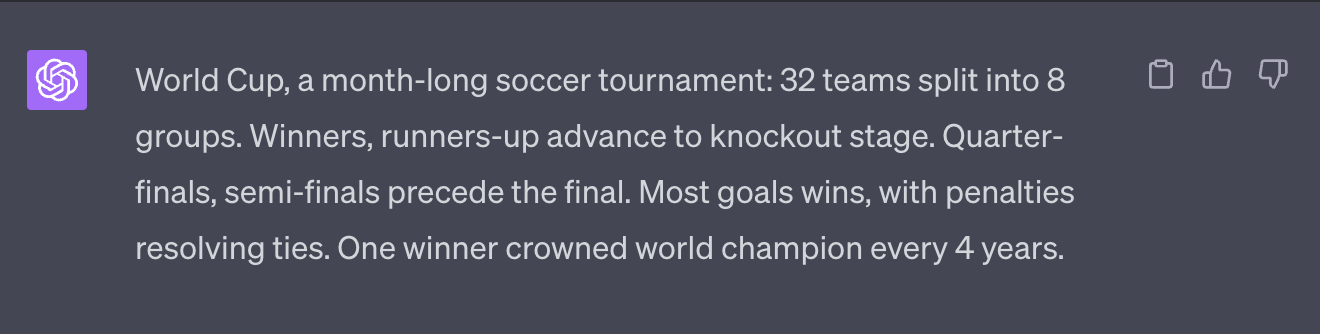 World Cup, a month-long soccer tournament: 32 teams split into 8
groups. Winners, runners-up advance to knockout stage. Quarter-
finals, semi-finals precede the final. Most goals wins, with penalties
resolving ties. One winner crowned world champion every 4 years.